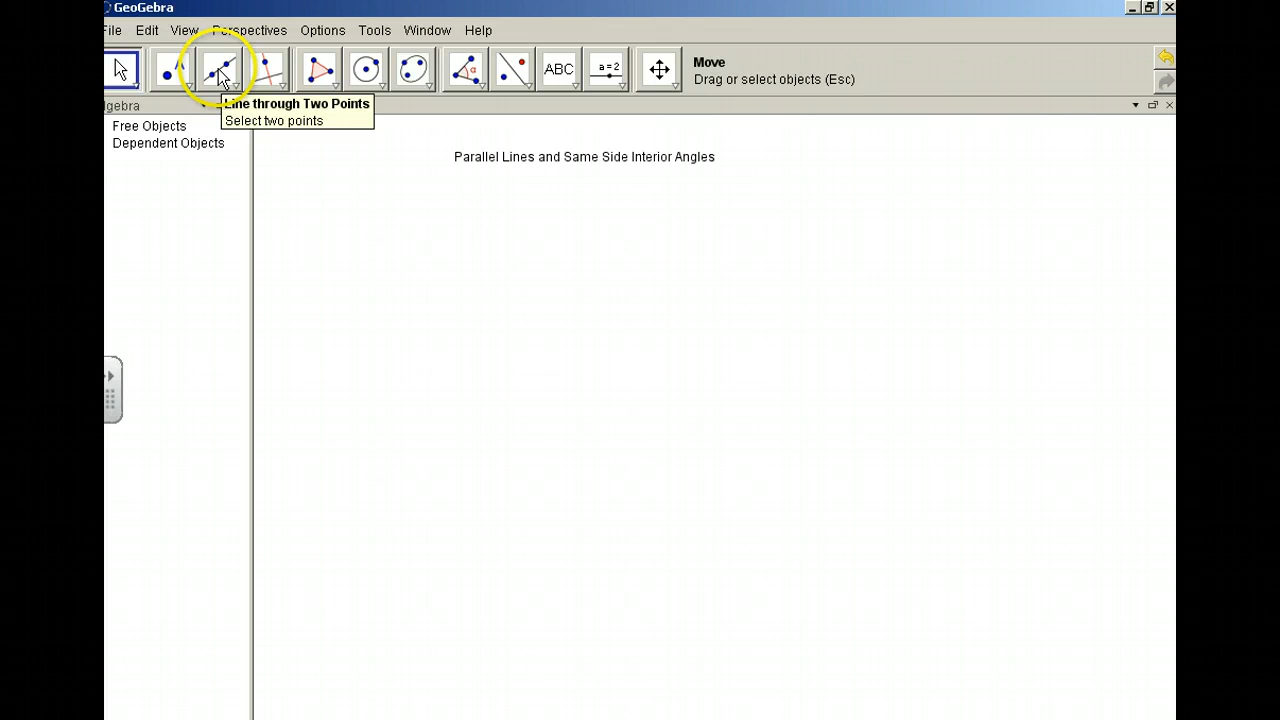 GeoGebra
File Edit View Perspectives Options Tools Window Help
ABC
a=2
α
Move
Drag or select objects (Esc)
Line through Two Points
Select two points
Free Objects
Dependent Objects
Parallel Lines and Same Side Interior Angles